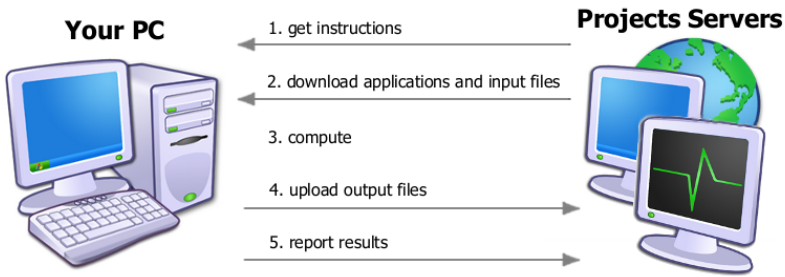 Your PC
Projects Servers
1. get instructions
2. download applications and input files
3. compute
4. upload output files
5. report results